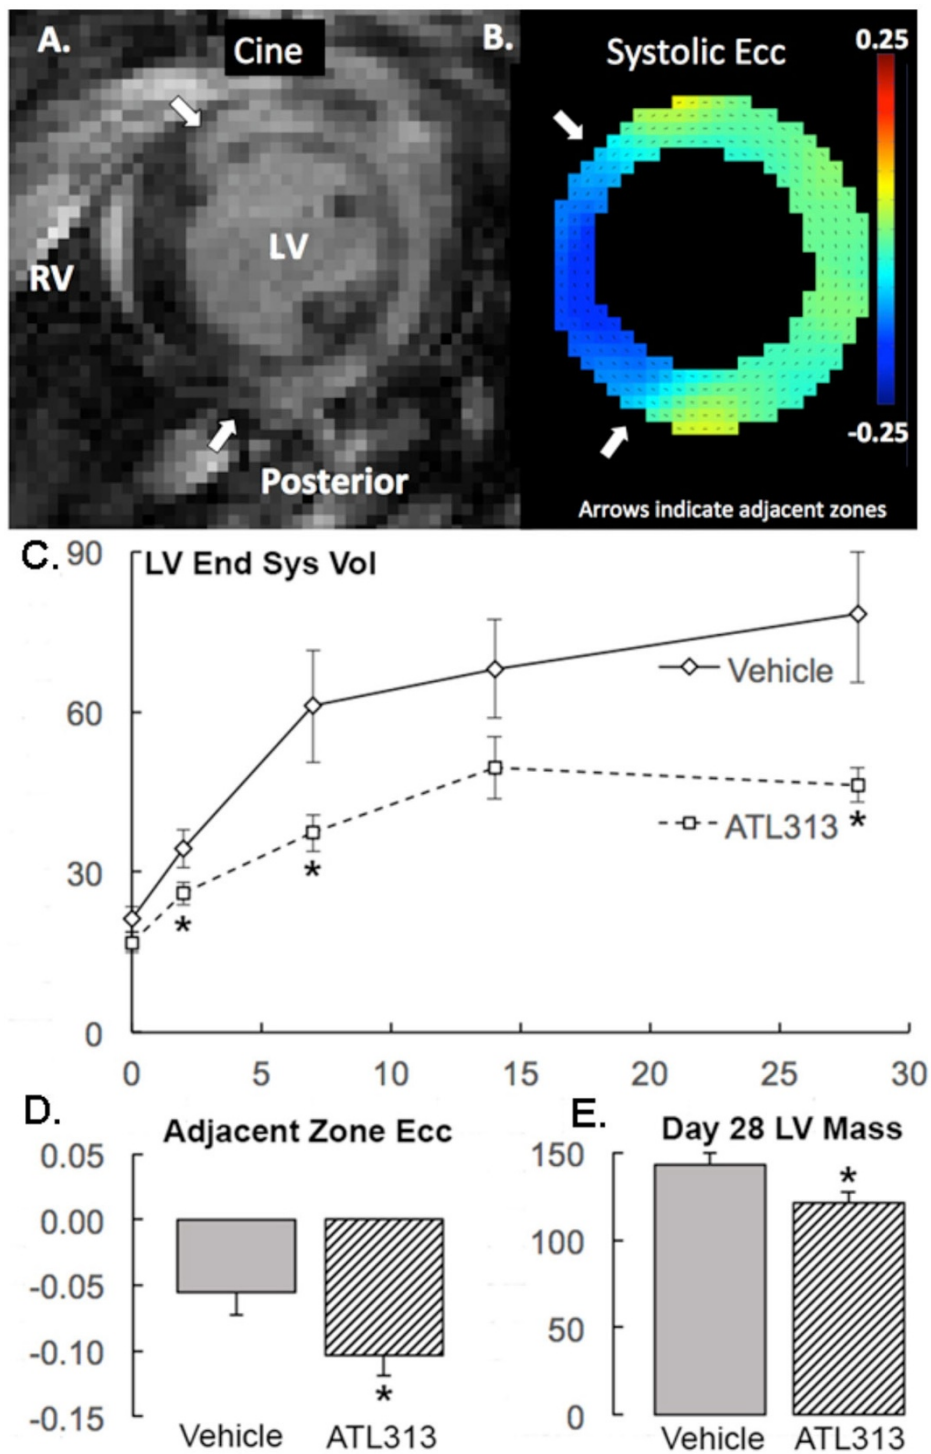 A.
Cine
LV
RV
Posterior
B.
Systolic Ecc
0.25
-0.25
Arrows indicate adjacent zones
C.
LV End Sys Vol
90
60
30
0
Vehicle
ATL313
*
*
*
0 5 10 15 20 25 30
D.
Adjacent Zone Ecc
0.05
0.00
-0.05
-0.10
-0.15
*
Vehicle ATL313
E.
Day 28 LV Mass
150
100
50
0
*
Vehicle ATL313